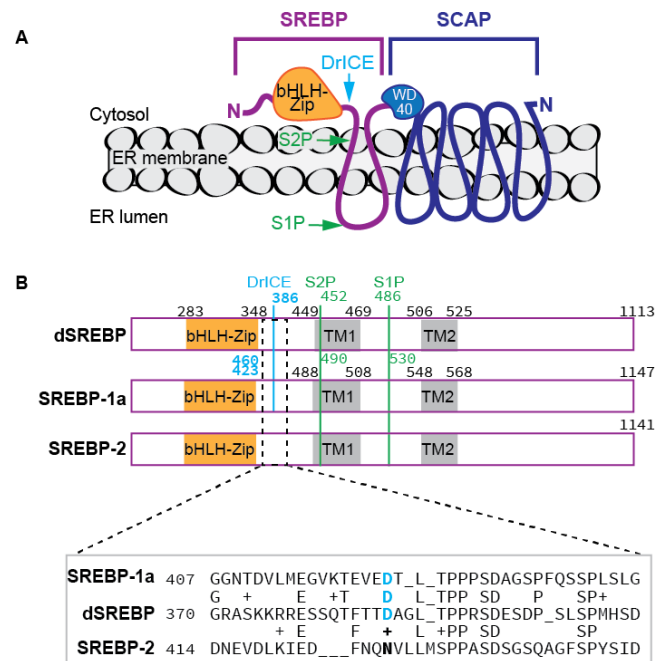 A
SREBP SCAP
DrICE
bHLH-
Zip
WD
40
N N
Cytosol
S2P
ER membrane
ER lumen
S1P
B
DrICE S2P S1P
386 452 486
283 348 449 469 506 525 1113
dSREBP bHLH-Zip TM1 TM2
460 490 530
423 488 508 548 568 1147
SREBP-1a bHLH-Zip TM1 TM2
1141
SREBP-2 bHLH-Zip TM1 TM2
SREBP-1a 407 GGNTDVLMEGVKTEVEDT_L_TPPPSDAGSPFQSSPLSLG
G + E +T D L TPP SD P SP+
dSREBP 370 GRASKKRRESSQTFTTDAGL_TPPRSDESDP_SLSPMHSD
+ E F + L +PP SD SP
SREBP-2 414 DNEVDLKIED___FNQNVLLMSPPASDSGSQAGFSPYSID